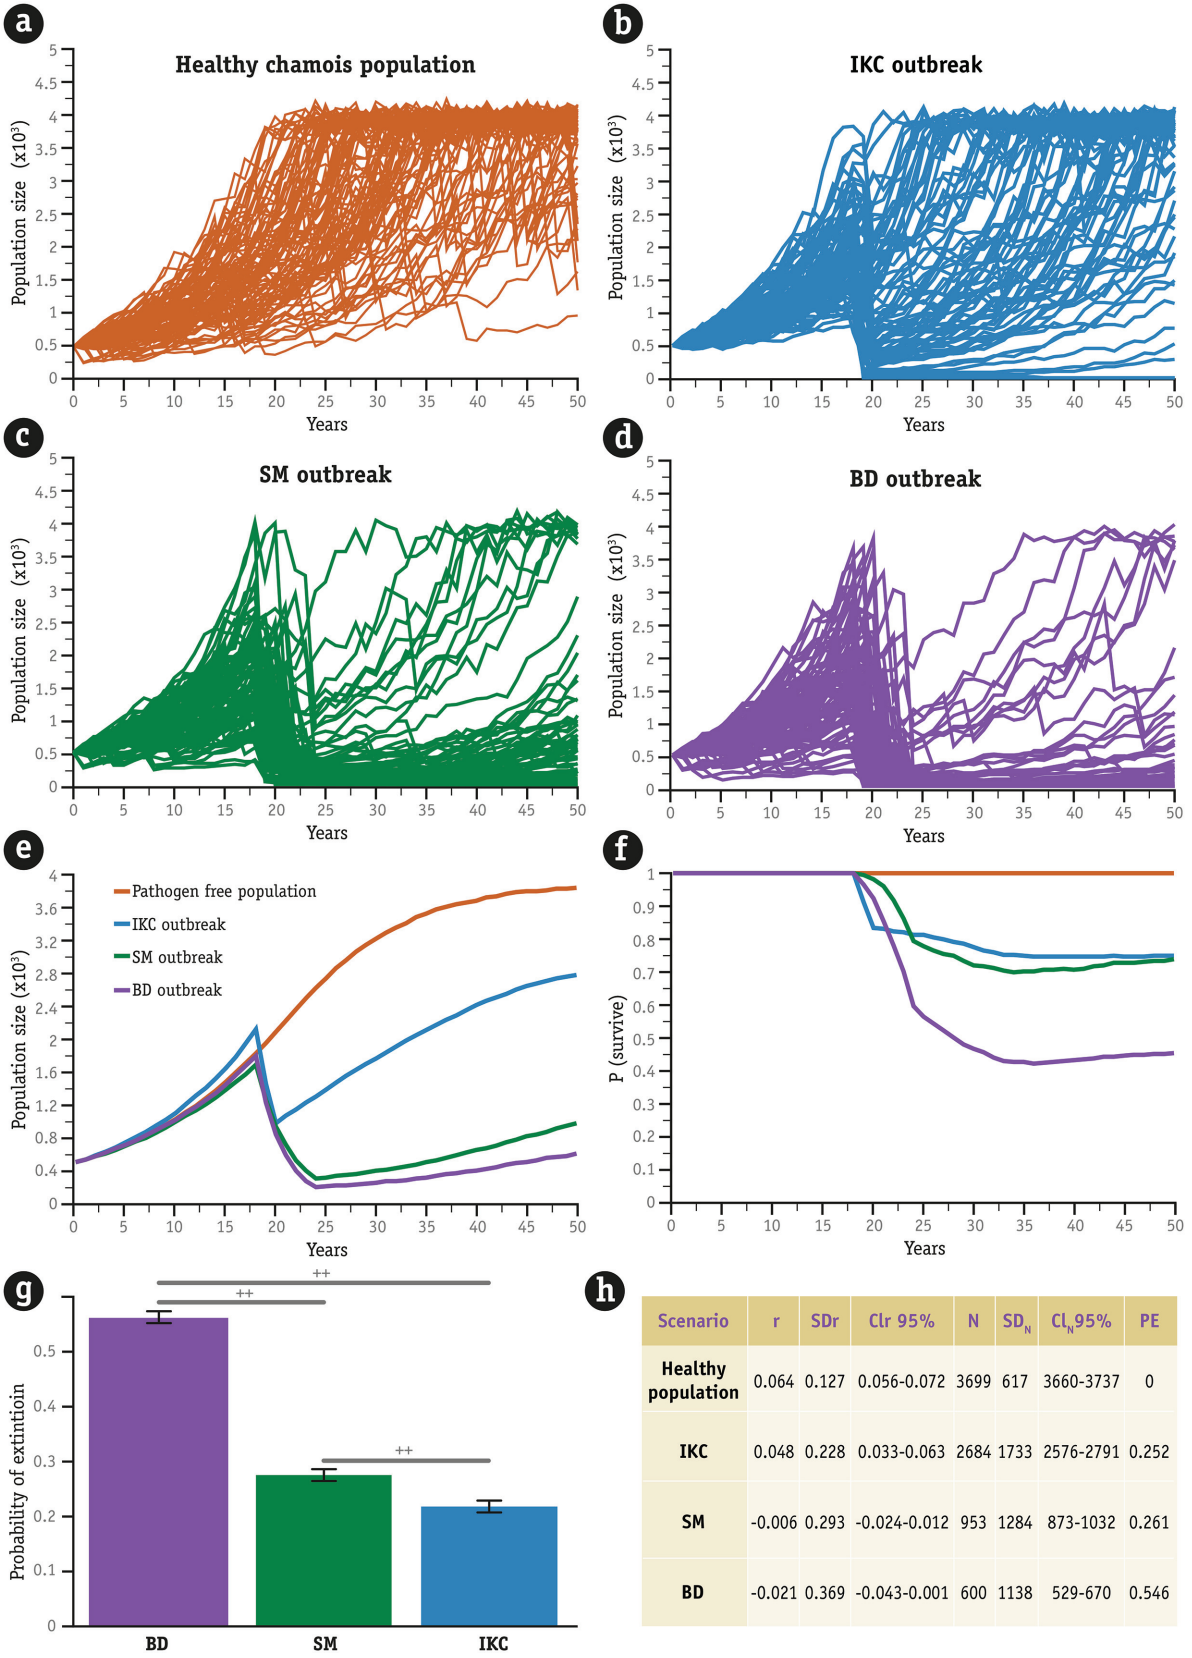 a
Healthy chamois population
Population size (x10³)
5
4.5
4
3.5
3
2.5
2
1.5
1
0.5
0
0 5 10 15 20 25 30 35 40 45 50
Years
b
IKC outbreak
Population size (x10³)
5
4.5
4
3.5
3
2.5
2
1.5
1
0.5
0
0 5 10 15 20 25 30 35 40 45 50
Years
c
SM outbreak
Population size (x10³)
5
4.5
4
3.5
3
2.5
2
1.5
1
0.5
0
0 5 10 15 20 25 30 35 40 45 50
Years
d
BD outbreak
Population size (x10³)
5
4.5
4
3.5
3
2.5
2
1.5
1
0.5
0
0 5 10 15 20 25 30 35 40 45 50
Years
e
Population size (x10³)
4
3.6
3.2
2.8
2.4
2
1.6
1.2
0.8
0.4
0
Pathogen free population
IKC outbreak
SM outbreak
BD outbreak
0 5 10 15 20 25 30 35 40 45 50
Years
f
P (survive)
1
0.9
0.8
0.7
0.6
0.5
0.4
0.3
0.2
0.1
0
0 5 10 15 20 25 30 35 40 45 50
Years
g
Probability of extintion
++
++
++
0.5
0.4
0.3
0.2
0.1
0
BD SM IKC
h
Scenario r SDr Clr 95% N SDN ClN95% PE
Healthy
population 0.064 0.127 0.056-0.072 3699 617 3660-3737 0
IKC 0.048 0.228 0.033-0.063 2684 1733 2576-2791 0.252
SM -0.006 0.293 -0.024-0.012 953 1284 873-1032 0.261
BD -0.021 0.369 -0.043-0.001 600 1138 529-670 0.546